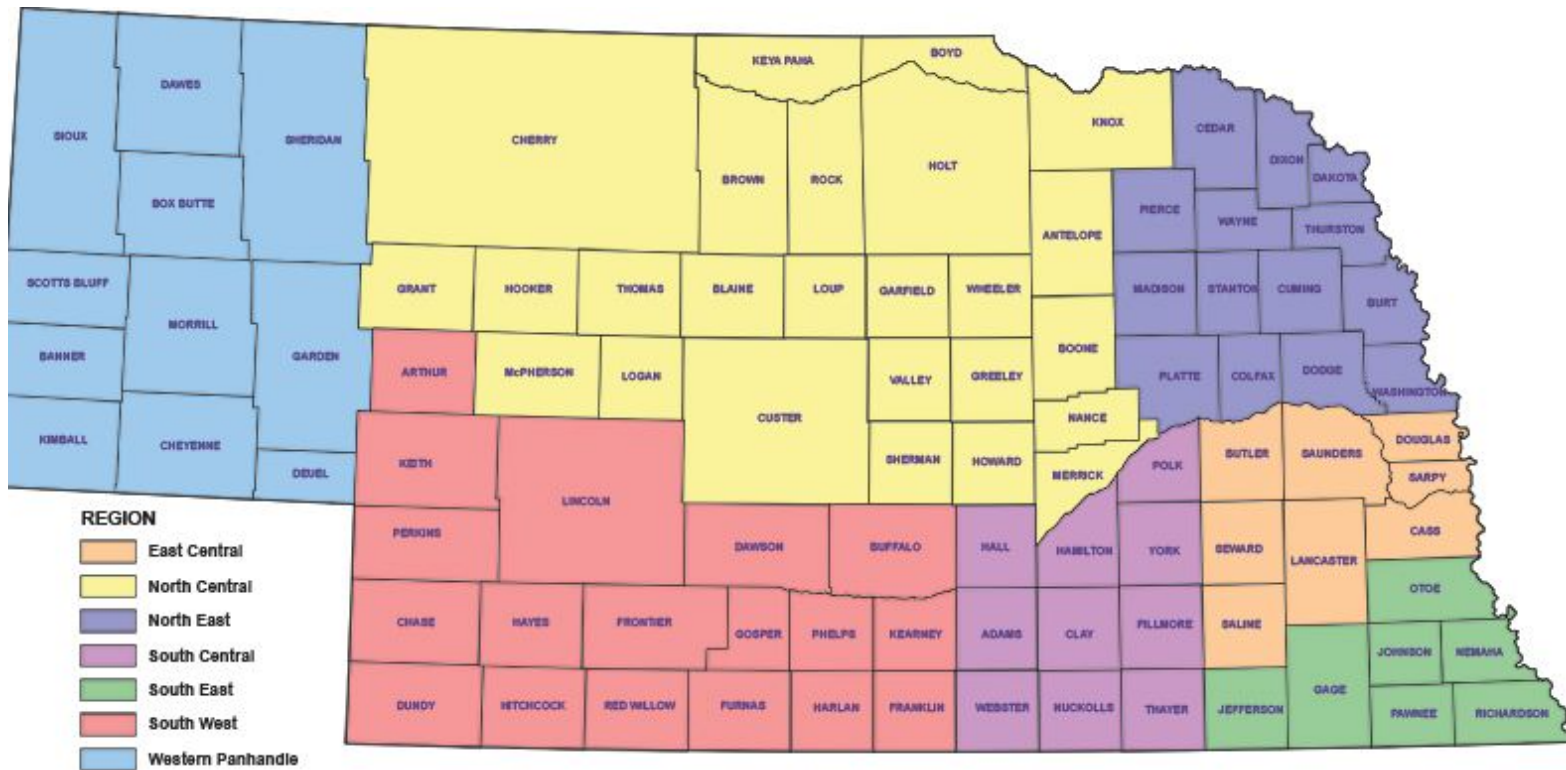 KEYA PAHA
BOYD
DAWES
SIOUX
SHERIDAN
CHERRY
KNOX
CEDAR
DIXON
DAKOTA
BROWN
ROCK
HOLT
BOX BUTTE
PIERCE
WAYNE
THURSTON
ANTELOPE
SCOTTS BLUFF
GRANT
HOOKER
THOMAS
BLAINE
LOUP
GARFIELD
WHEELER
MADISON
STANTON
CUMING
BURT
MORRILL
BANNER
GARDEN
ARTHUR
McPHERSON
LOGAN
VALLEY
GREELEY
BOONE
PLATTE
COLFAX
DODGE
WASHINGTON
CUSTER
NANCE
KIMBALL
CHEYENNE
DEUEL
KEITH
LINCOLN
SHERMAN
HOWARD
MERRICK
POLK
BUTLER
SAUNDERS
DOUGLAS
SARPY
PERKINS
DAWSON
BUFFALO
HALL
HAMILTON
YORK
SEWARD
LANCASTER
CASS
OTOE
CHASE
HAYES
FRONTIER
GOSPER
PHELPS
KEARNEY
ADAMS
CLAY
FILLMORE
SALINE
JOHNSON
NEMAHA
DUNDY
HITCHCOCK
RED WILLOW
FURNAS
HARLAN
FRANKLIN
WEBSTER
NUCKOLLS
THAYER
JEFFERSON
GAGE
PAWNEE
RICHARDSON
REGION
East Central
North Central
North East
South Central
South East
South West
Western Panhandle